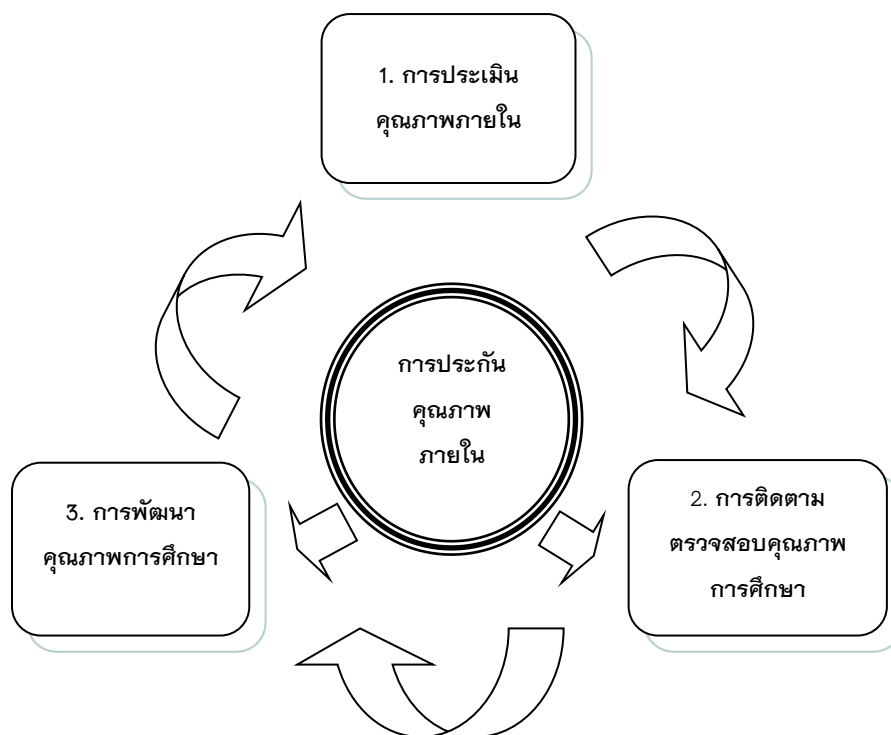 1. การประเมิน
คุณภาพภายใน
การประกัน
คุณภาพ
ภายใน
2. การติดตาม
ตรวจสอบคุณภาพ
การศึกษา
3. การพัฒนา
คุณภาพการศึกษา